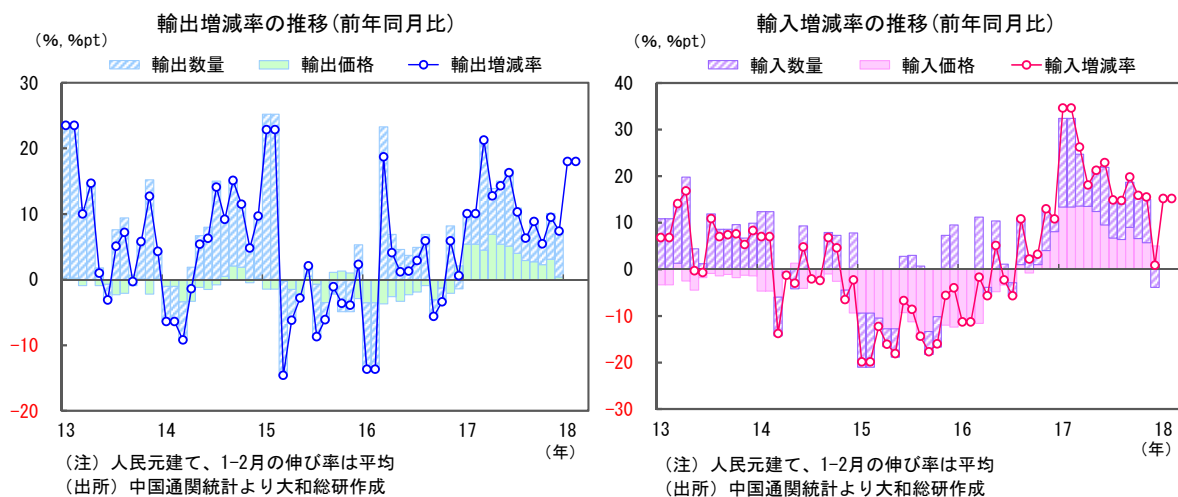 輸出増減率の推移(前年同月比)
(%, %pt)
輸出数量 輸出価格 輸出増減率
30
20
10
0
-10
-20
13 14 15 16 17 18
(年)
(注)人民元建て、1-2月の伸び率は平均
(出所)中国通関統計より大和総研作成
輸入増減率の推移(前年同月比)
(%, %pt)
輸入数量 輸入価格 輸入増減率
40
30
20
10
0
-10
-20
-30
13 14 15 16 17 18
(年)
(注)人民元建て、1-2月の伸び率は平均
(出所)中国通関統計より大和総研作成